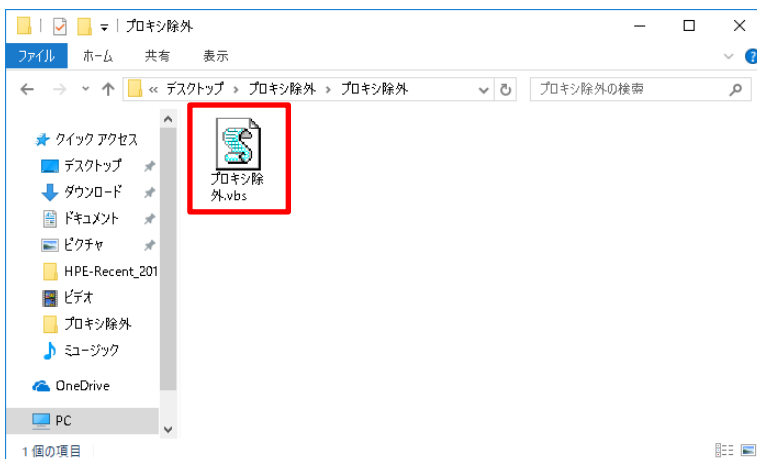 プロキシ除外
ファイル ホーム 共有 表示
« デスクトップ › プロキシ除外 › プロキシ除外
プロキシ除外の検索
クイック アクセス
デスクトップ
ダウンロード
ドキュメント
ピクチャ
HPE-Recent_201
ビデオ
プロキシ除外
ミュージック
OneDrive
PC
プロキシ除
外.vbs
1 個の項目